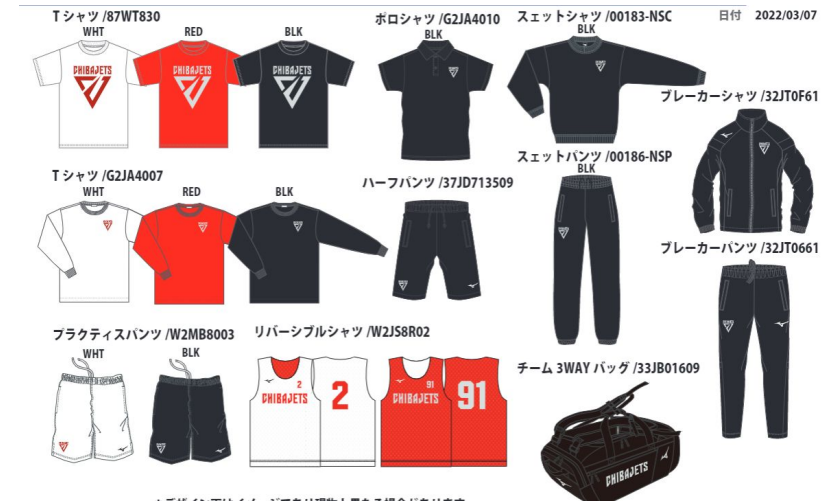 日付 2022/03/07
Tシャツ/87WT830
WHT RED BLK
CHIBAJETS CHIBAJETS CHIBAJETS
ポロシャツ/G2JA4010
BLK
スェットシャツ/00183-NSC
BLK
ブレーカーシャツ/32JT0F61
Tシャツ/G2JA4007
WHT RED BLK
ハーフパンツ/37JD713509
スェットパンツ/00186-NSP
BLK
ブレーカーパンツ/32JT0661
プラクティスパンツ/W2MB8003
WHT BLK
リバーシブルシャツ/W2JS8R02
2 CHIBAJETS 2
91 CHIBAJETS 91
チーム3WAYバッグ/33JB01609
CHIBAJETS